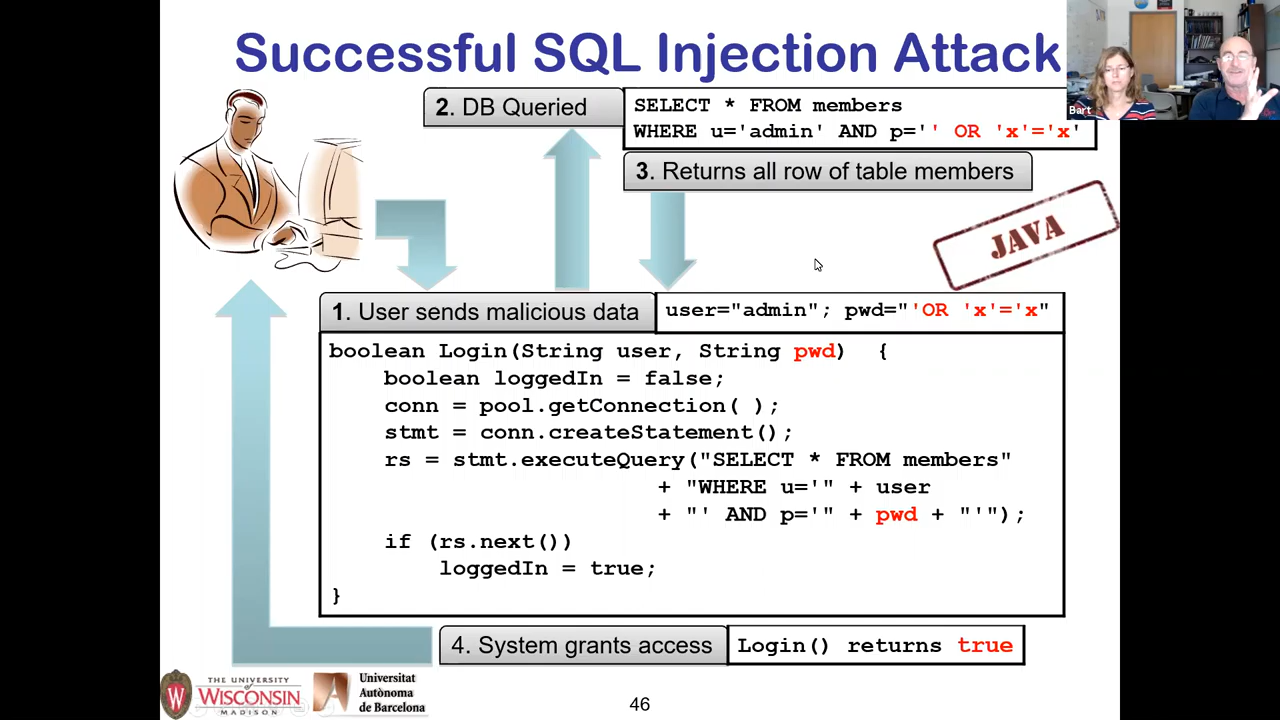 Successful SQL Injection Attack
Bart
2. DB Queried
SELECT * FROM members
WHERE u='admin' AND p='' OR 'x'='x'
3. Returns all row of table members
JAVA
1. User sends malicious data
user="admin"; pwd="'OR 'x'='x"
boolean Login(String user, String pwd) {
boolean loggedIn = false;
conn = pool.getConnection( );
stmt = conn.createStatement();
rs = stmt.executeQuery("SELECT * FROM members"
+ "WHERE u='" + user
+ "' AND p='" + pwd + "'");
if (rs.next())
loggedIn = true;
}
4. System grants access
Login() returns true
THE UNIVERSITY
of
WISCONSIN
MADISON
W
Universitat
Autònoma
de Barcelona
46